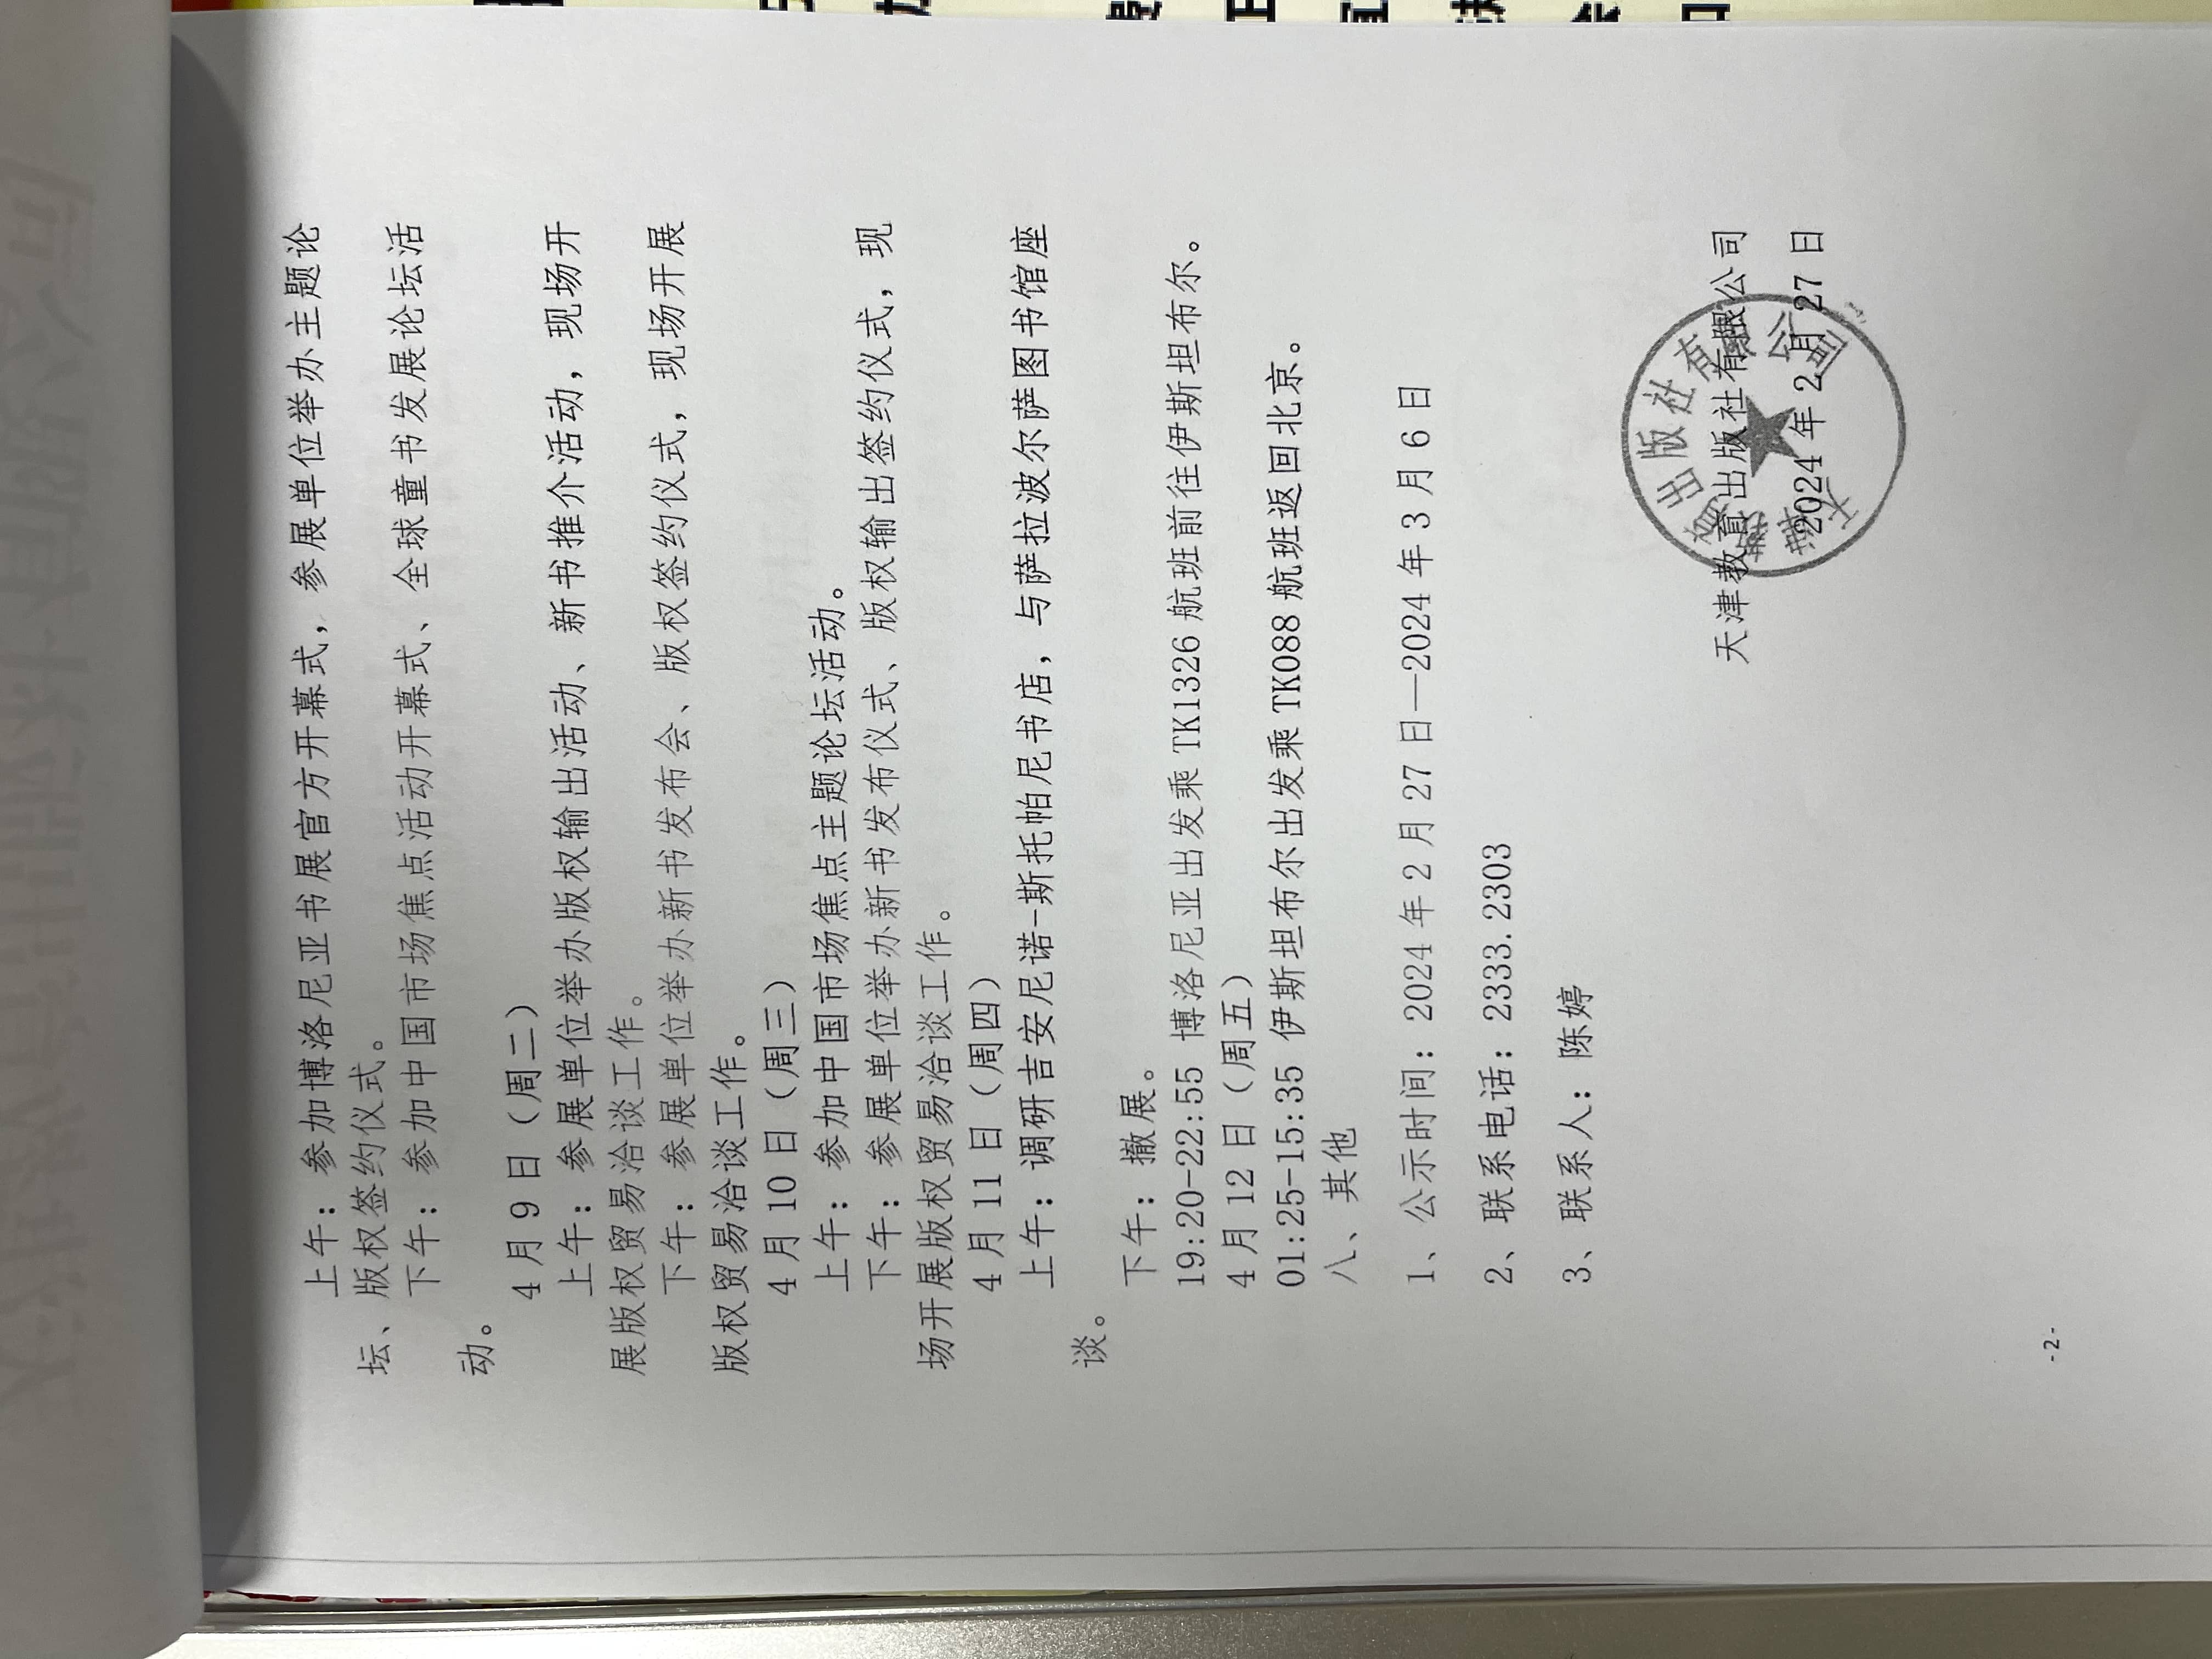 上午：参加博洛尼亚书展官方开幕式，参展单位举办主题论
坛、版权签约仪式。
下午：参加中国市场焦点活动开幕式、全球童书发展论坛活
动。
4月9日（周二）
上午：参展单位举办版权输出活动、新书推介活动，现场开
展版权贸易洽谈工作。
下午：参展单位举办新书发布会、版权签约仪式，现场开展
版权贸易洽谈工作。
4月10日（周三）
上午：参加中国市场焦点主题论坛活动。
下午：参展单位举办新书发布仪式、版权输出签约仪式，现
场开展版权贸易洽谈工作。
4月11日（周四）
上午：调研吉安尼诺-斯托帕尼书店，与萨拉波尔萨图书馆座
谈。
下午：撤展。
19:20-22:55 博洛尼亚出发乘 TK1326 航班前往伊斯坦布尔。
4月12日（周五）
01:25-15:35 伊斯坦布尔出发乘 TK088 航班返回北京。
八、其他
1、公示时间：2024年2月27日—2024年3月6日
2、联系电话：2333.2303
3、联系人：陈婷
天津教育出版社有限公司
天津教育出版社有限公司
2024年2月27日
-2-